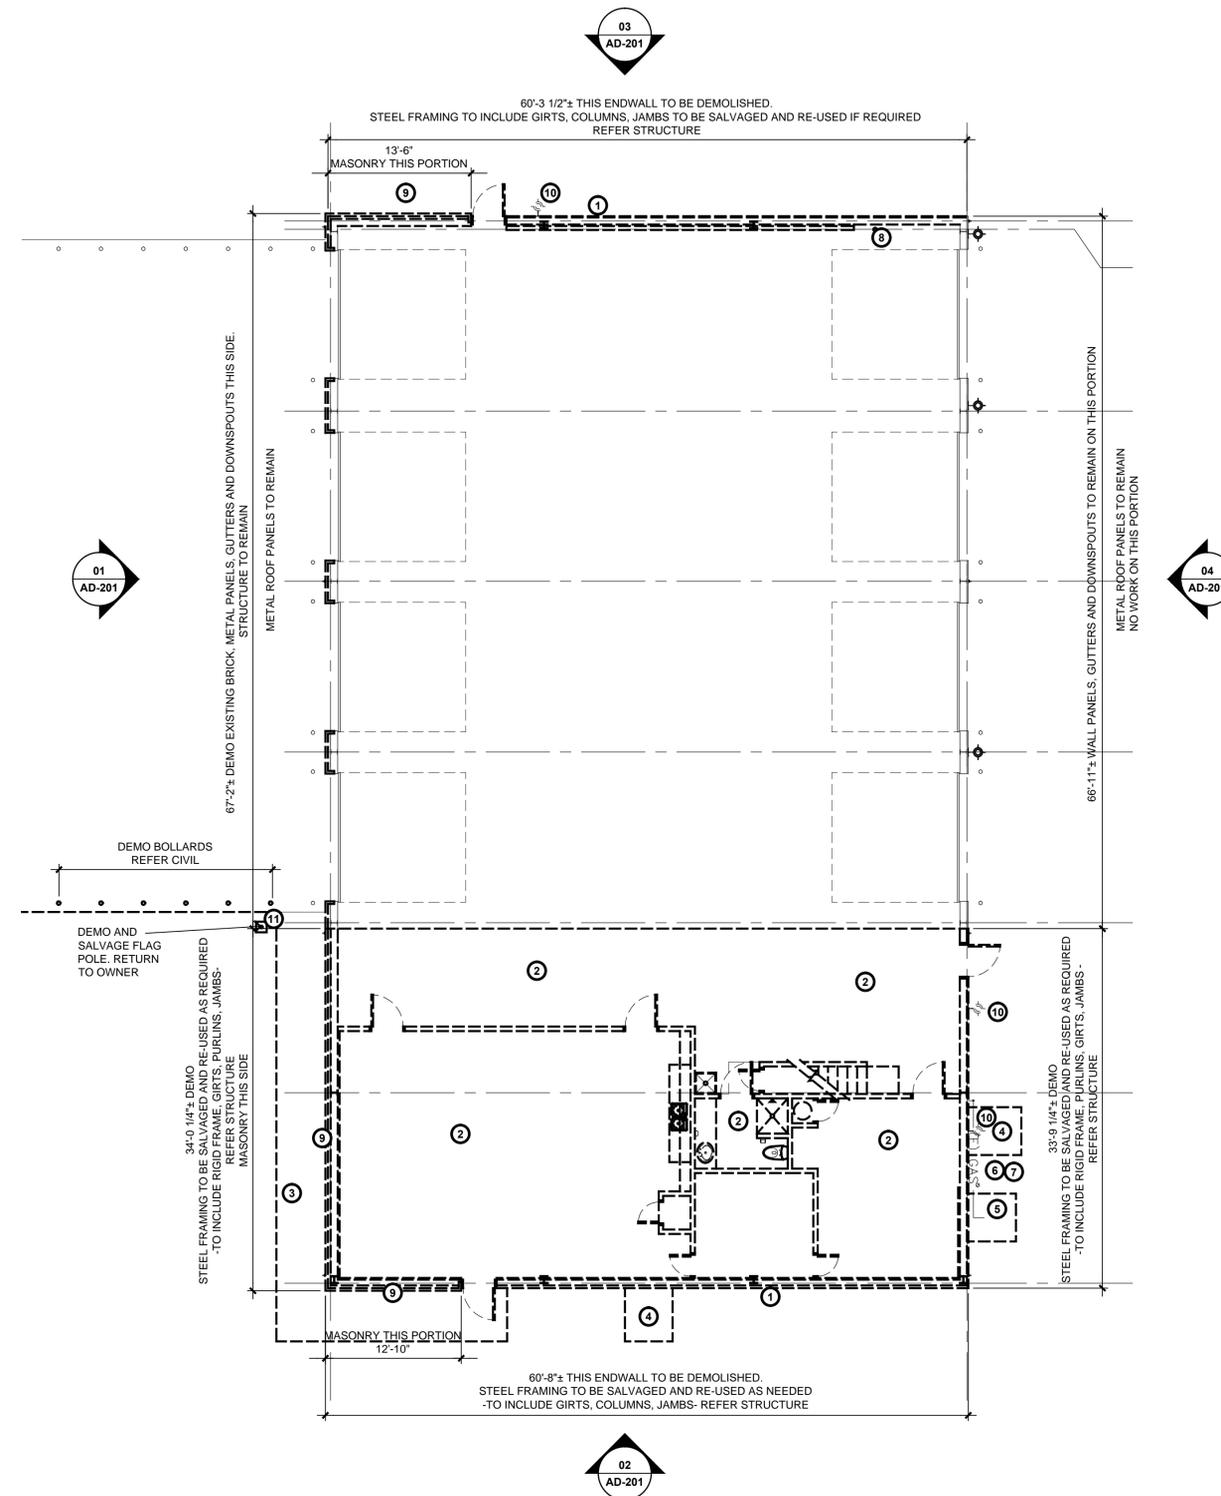 03
AD-201
60'-3 1/2"± THIS ENDWALL TO BE DEMOLISHED.
STEEL FRAMING TO INCLUDE GIRTS, COLUMNS, JAMBS TO BE SALVAGED AND RE-USED IF REQUIRED
REFER STRUCTURE
13'-6"
MASONRY THIS PORTION
9
10
1
8
67'-2"± DEMO EXISTING BRICK, METAL PANELS, GUTTERS AND DOWNSPOUTS THIS SIDE.
STRUCTURE TO REMAIN
METAL ROOF PANELS TO REMAIN
66'-11"± WALL PANELS, GUTTERS AND DOWNSPOUTS TO REMAIN ON THIS PORTION
METAL ROOF PANELS TO REMAIN
NO WORK ON THIS PORTION
01
AD-201
04
AD-20
DEMO BOLLARDS
REFER CIVIL
11
DEMO AND
SALVAGE FLAG
POLE. RETURN
TO OWNER
34'-0 1/4"± DEMO
STEEL FRAMING TO BE SALVAGED AND RE-USED AS REQUIRED
-TO INCLUDE RIGID FRAME, GIRTS, PURLINS, JAMBS-
REFER STRUCTURE
MASONRY THIS SIDE
2
2
10
33'-9 1/4"± DEMO
STEEL FRAMING TO BE SALVAGED AND RE-USED AS REQUIRED
-TO INCLUDE RIGID FRAME, PURLINS, GIRTS, JAMBS -
REFER STRUCTURE
10
4
9
2
2
2
GAS
6
7
3
5
9
1
4
MASONRY THIS PORTION
12'-10"
60'-8"± THIS ENDWALL TO BE DEMOLISHED.
STEEL FRAMING TO BE SALVAGED AND RE-USED AS NEEDED
-TO INCLUDE GIRTS, COLUMNS, JAMBS- REFER STRUCTURE
02
AD-201